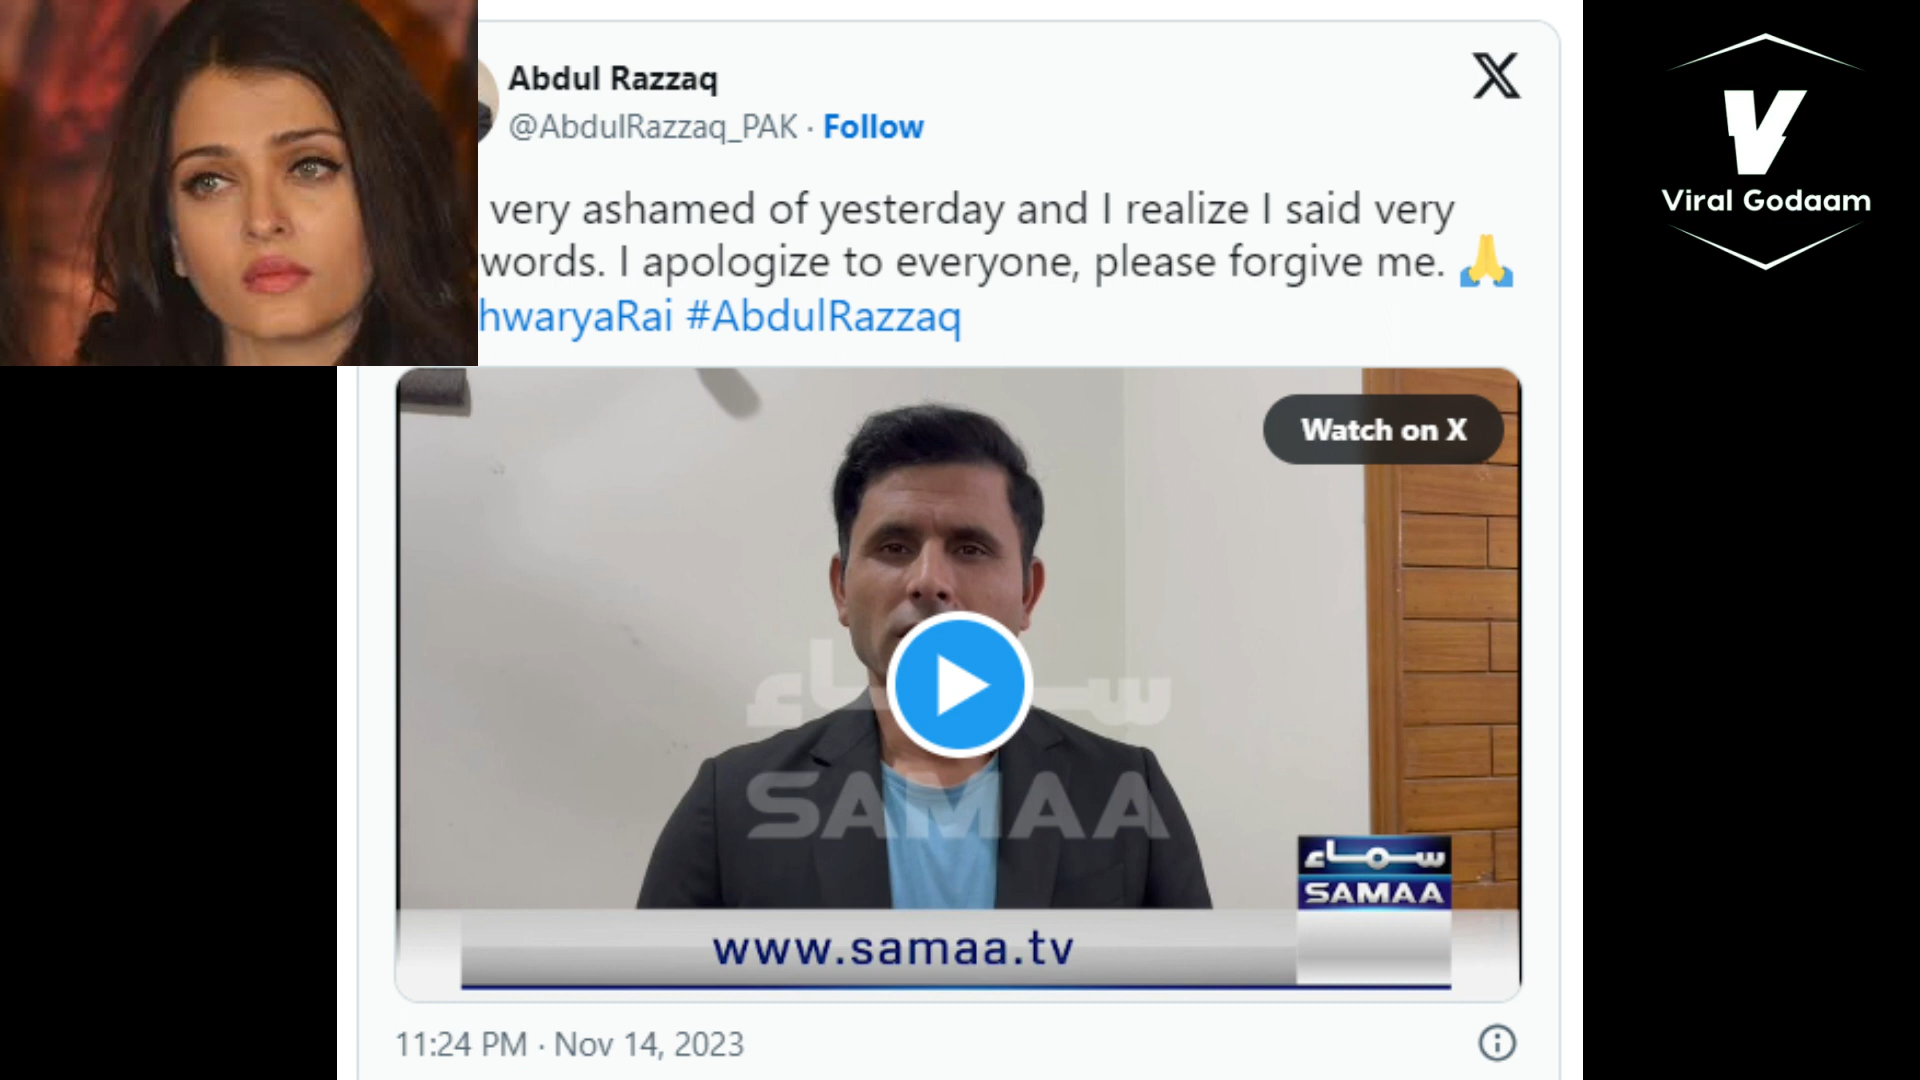 Abdul Razzaq
@AbdulRazzaq_PAK · Follow
very ashamed of yesterday and I realize I said very
words. I apologize to everyone, please forgive me. 🙏
hwaryaRai #AbdulRazzaq
Watch on X
سماء
SAMAA
سماء
SAMAA
www.samaa.tv
11:24 PM · Nov 14, 2023
V
Viral Godaam